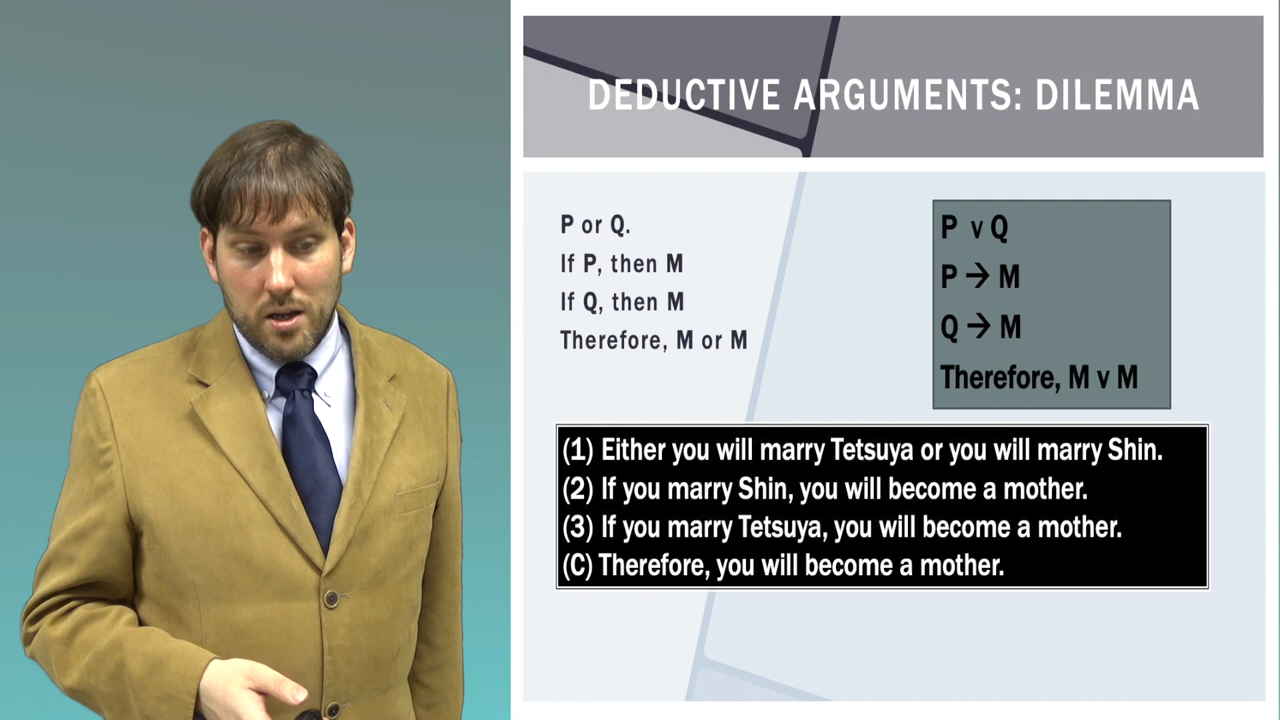 DEDUCTIVE ARGUMENTS: DILEMMA
P or Q.
If P, then M
If Q, then M
Therefore, M or M
P v Q
P → M
Q → M
Therefore, M v M
(1) Either you will marry Tetsuya or you will marry Shin.
(2) If you marry Shin, you will become a mother.
(3) If you marry Tetsuya, you will become a mother.
(C) Therefore, you will become a mother.